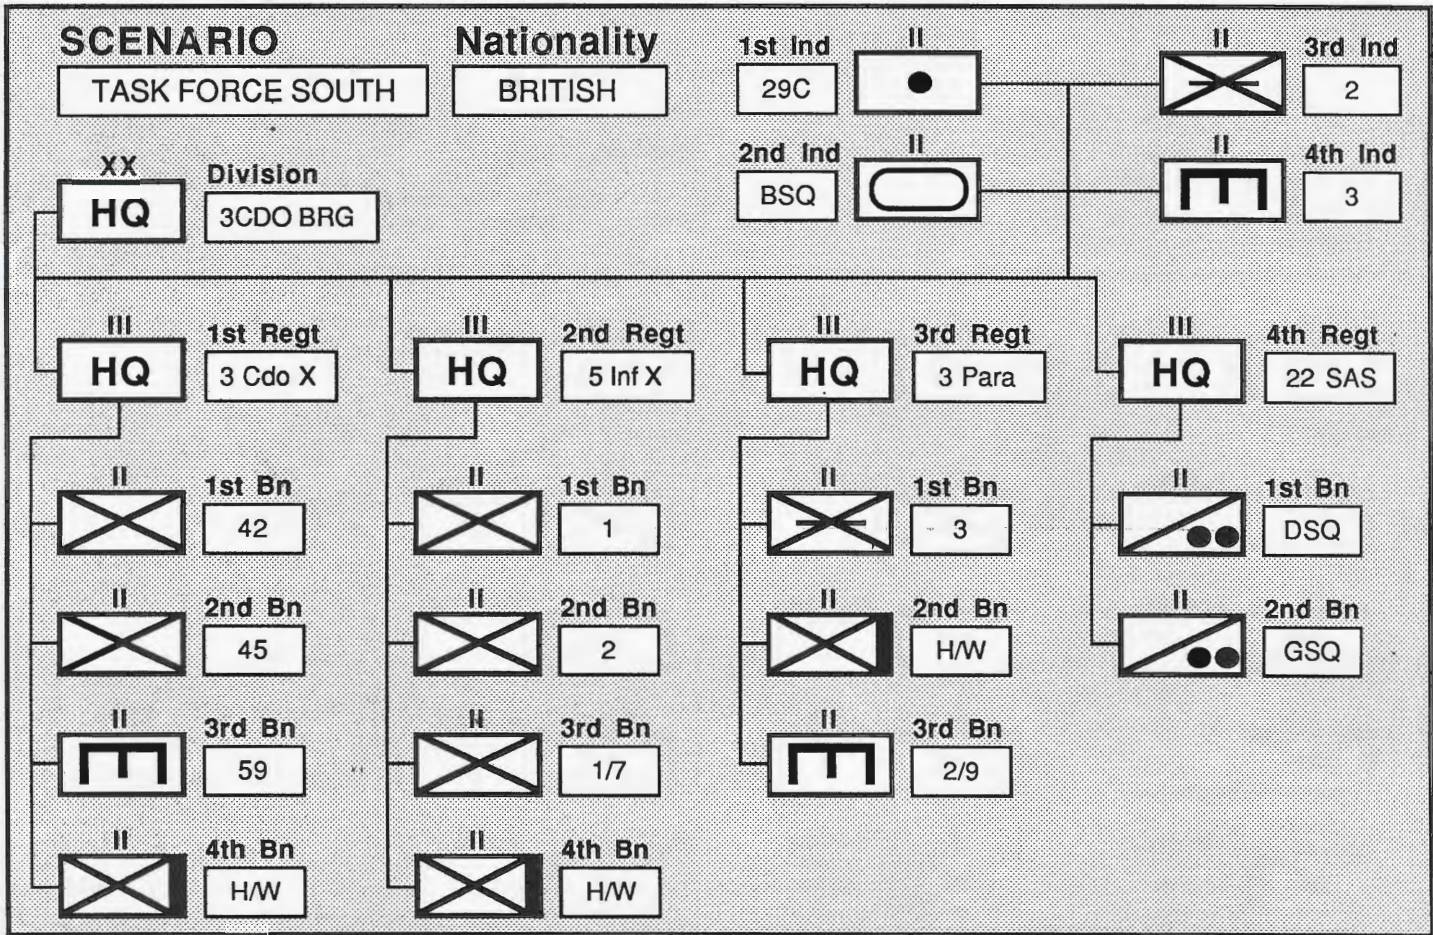 SCENARIO Nationality
TASK FORCE SOUTH BRITISH
1st Ind II II 3rd Ind
29C 2
2nd Ind II II 4th Ind
BSQ 3
XX Division
HQ 3CDO BRG
III 1st Regt III 2nd Regt III 3rd Regt III 4th Regt
HQ 3 Cdo X HQ 5 Inf X HQ 3 Para HQ 22 SAS
II 1st Bn II 1st Bn II 1st Bn II 1st Bn
42 1 3 DSQ
II 2nd Bn II 2nd Bn II 2nd Bn II 2nd Bn
45 2 H/W GSQ
II 3rd Bn II 3rd Bn II 3rd Bn
59 1/7 2/9
II 4th Bn II 4th Bn
H/W H/W